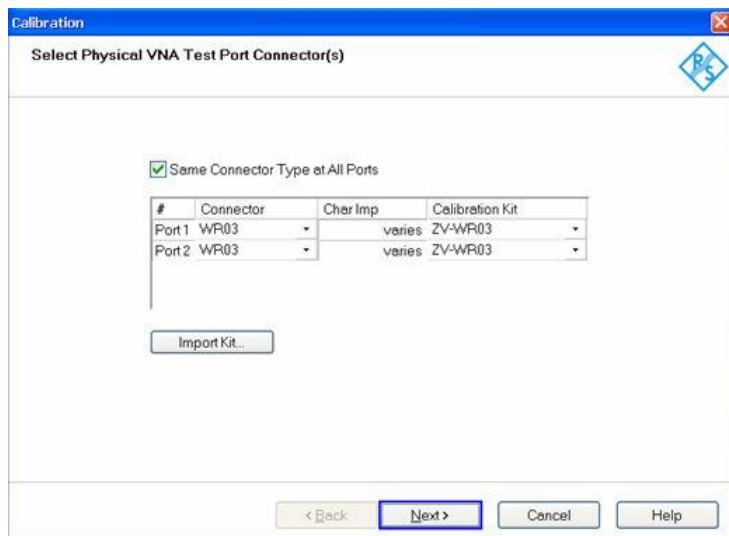 Calibration
Select Physical VNA Test Port Connector(s)
R S
Same Connector Type at All Ports
# Connector Char Imp Calibration Kit
Port 1 WR03 varies ZV-WR03
Port 2 WR03 varies ZV-WR03
Import Kit...
< Back Next > Cancel Help